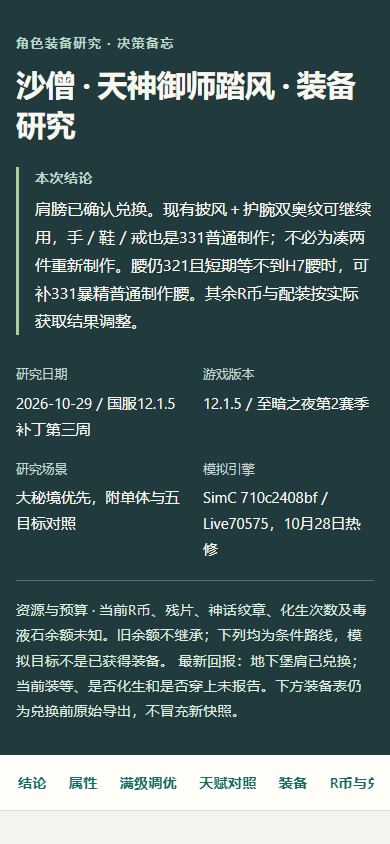 角色装备研究 · 决策备忘
沙僧 · 天神御师踏风 · 装备
研究
本次结论
肩膀已确认兑换。现有披风 + 护腕双奥纹可继续
用，手 / 鞋 / 戒也是331普通制作；不必为凑两
件重新制作。腰仍321且短期等不到H7腰时，可
补331暴精普通制作腰。其余R币与配装按实际
获取结果调整。
研究日期
游戏版本
2026-10-29 / 国服12.1.5
补丁第三周
12.1.5 / 至暗之夜第2赛季
研究场景
模拟引擎
大秘境优先，附单体与五
目标对照
SimC 710c2408bf /
Live70575，10月28日热
修
资源与预算 · 当前R币、残片、神话纹章、化生次数及毒
液石余额未知。旧余额不继承；下列均为条件路线，模
拟目标不是已获得装备。 最新回报：地下堡肩已兑换；
当前装等、是否化生和是否穿上未报告。下方装备表仍
为兑换前原始导出，不冒充新快照。
结论
属性
满级调优
天赋对照
装备
R币与